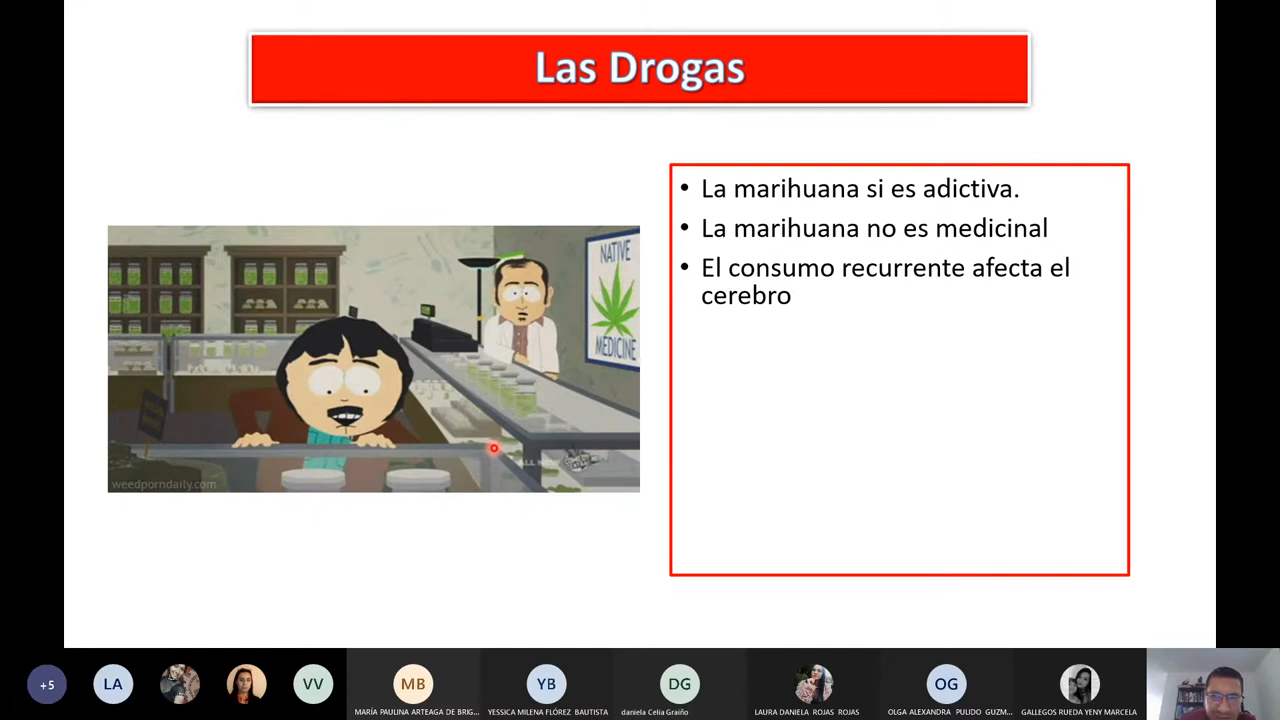 Las Drogas
• La marihuana si es adictiva.
• La marihuana no es medicinal
• El consumo recurrente afecta el
cerebro
NATIVE
MEDICINE
weedporndaily.com
+5
LA
VV
MB
YB
DG
OG
MARÍA PAULINA ARTEAGA DE BRIG...
YESSICA MILENA FLÓREZ BAUTISTA
daniela Celia Graiño
LAURA DANIELA ROJAS ROJAS
OLGA ALEXANDRA PULIDO GUZM...
GALLEGOS RUEDA YENY MARCELA